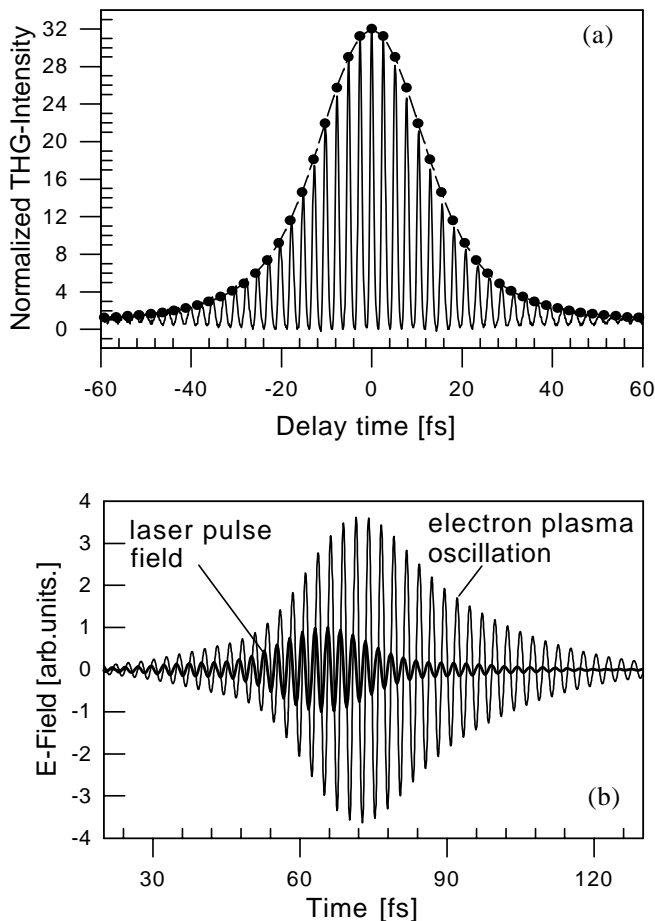 (a)
Normalized THG-Intensity
32
28
24
20
16
12
8
4
0
-60 -40 -20 0 20 40 60
Delay time [fs]
4
3
2
1
0
-1
-2
-3
-4
E-Field [arb.units.]
laser pulse
field
electron plasma
oscillation
(b)
30 60 90 120
Time [fs]